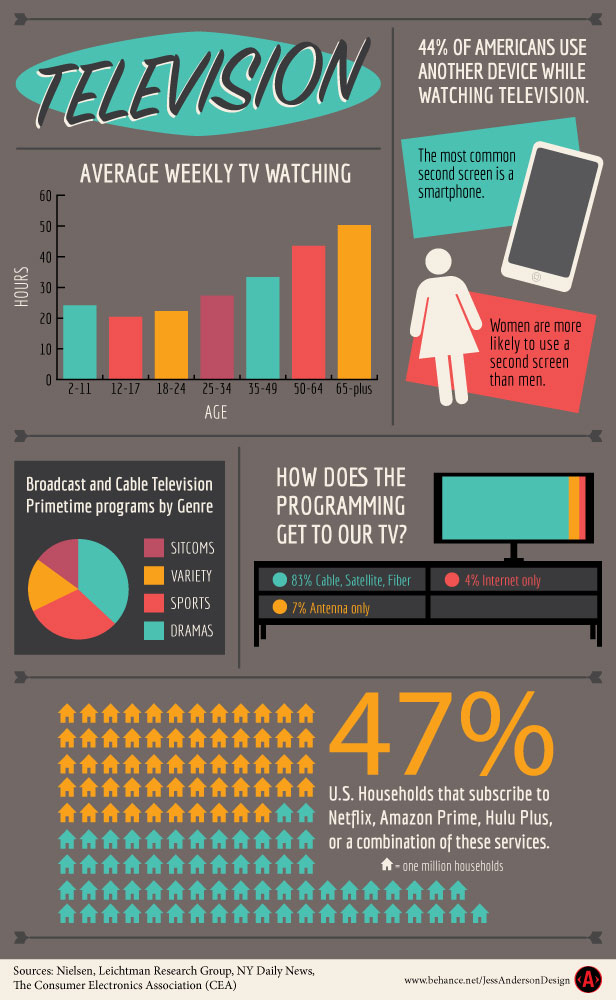 TELEVISION
44% OF AMERICANS USE
ANOTHER DEVICE WHILE
WATCHING TELEVISION.
The most common
second screen is a
smartphone.
Women are more
likely to use a
second screen
than men.
AVERAGE WEEKLY TV WATCHING
60
50
40
30
20
10
0
HOURS
2-11 12-17 18-24 25-34 35-49 50-64 65-plus
AGE
Broadcast and Cable Television
Primetime programs by Genre
SITCOMS
VARIETY
SPORTS
DRAMAS
HOW DOES THE
PROGRAMMING
GET TO OUR TV?
83% Cable, Satellite, Fiber
4% Internet only
7% Antenna only
47%
U.S. Households that subscribe to
Netflix, Amazon Prime, Hulu Plus,
or a combination of these services.
= one million households
Sources: Nielsen, Leichtman Research Group, NY Daily News,
The Consumer Electronics Association (CEA)
www.behance.net/JessAndersonDesign
A